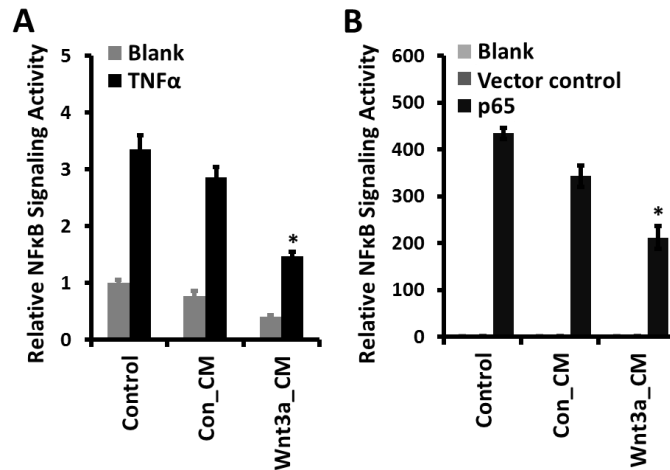 A
Relative NFκB Signaling Activity
5
4
3
2
1
0
Blank
TNFα
*
Control
Con_CM
Wnt3a_CM
B
Relative NFκB Signaling Activity
600
500
400
300
200
100
0
Blank
Vector control
p65
*
Control
Con_CM
Wnt3a_CM